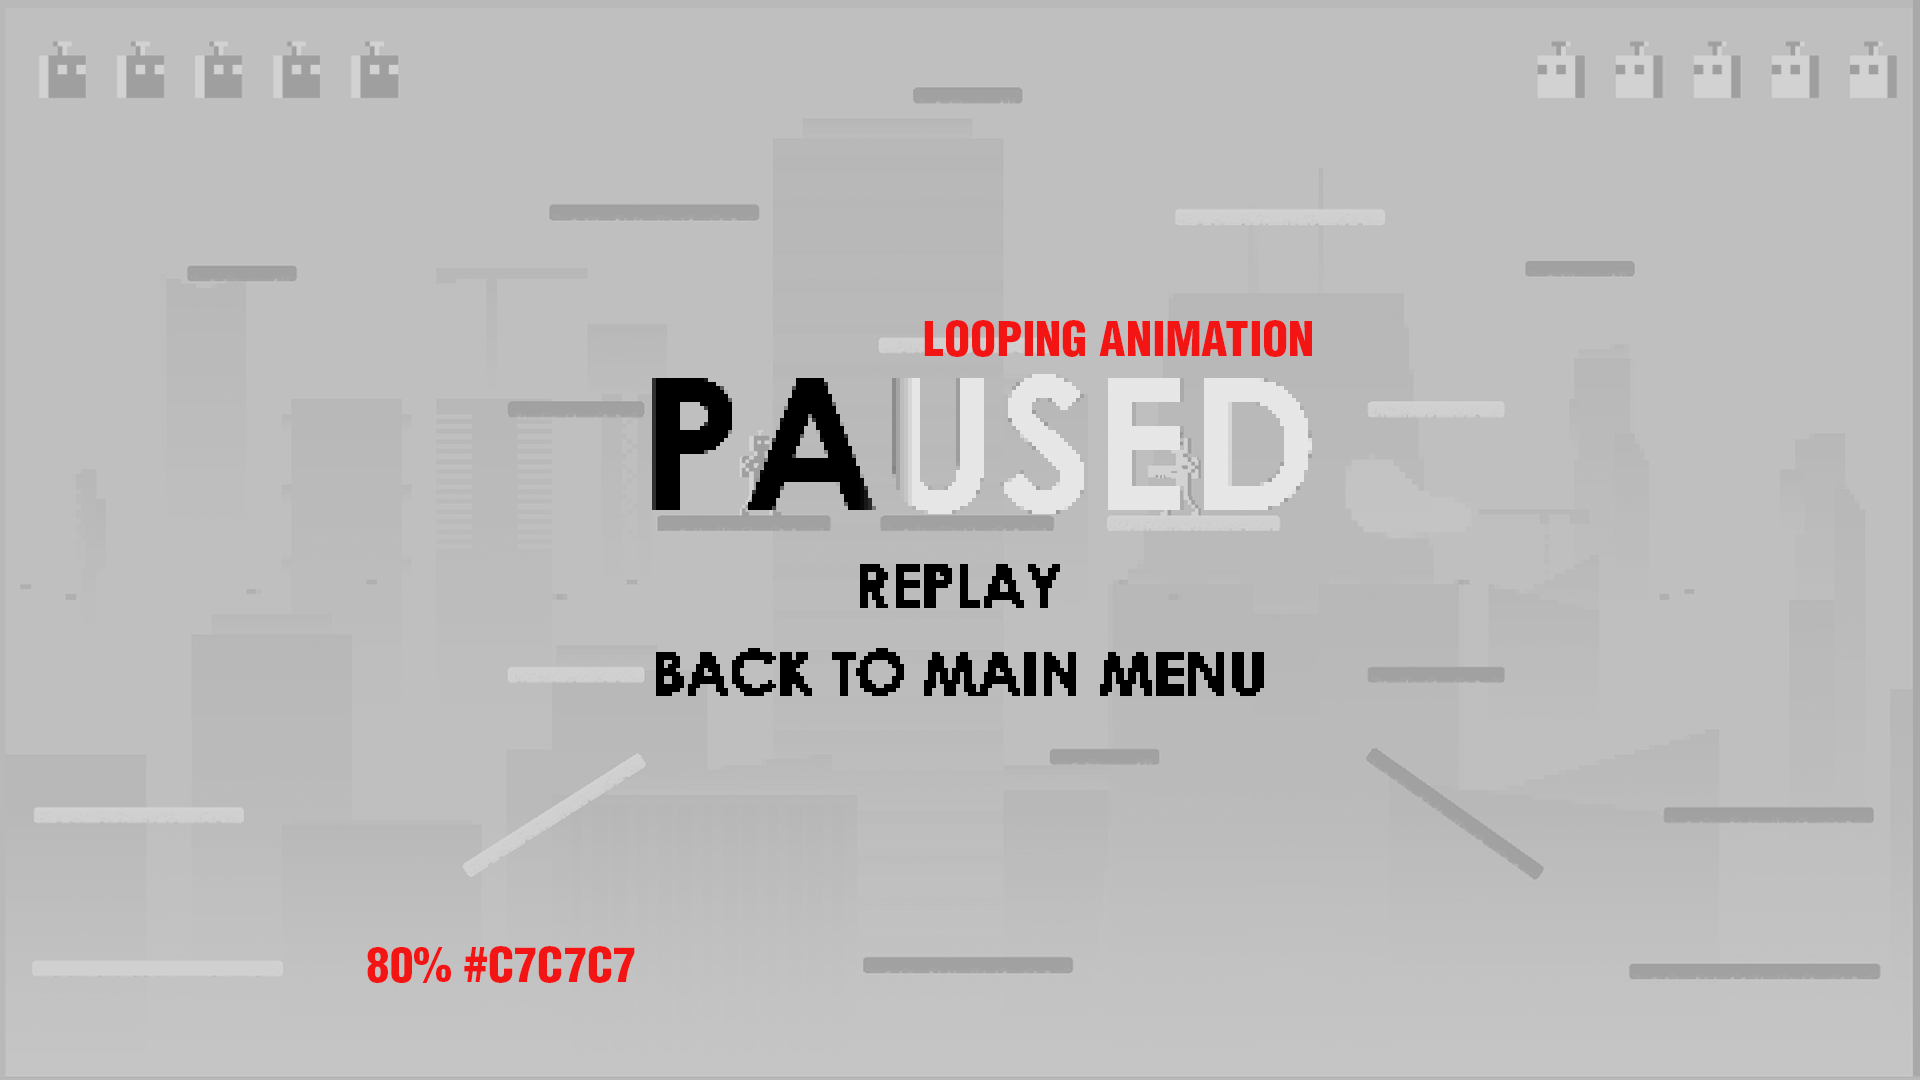 LOOPING ANIMATION
PAUSED
REPLAY
BACK TO MAIN MENU
80% #C7C7C7